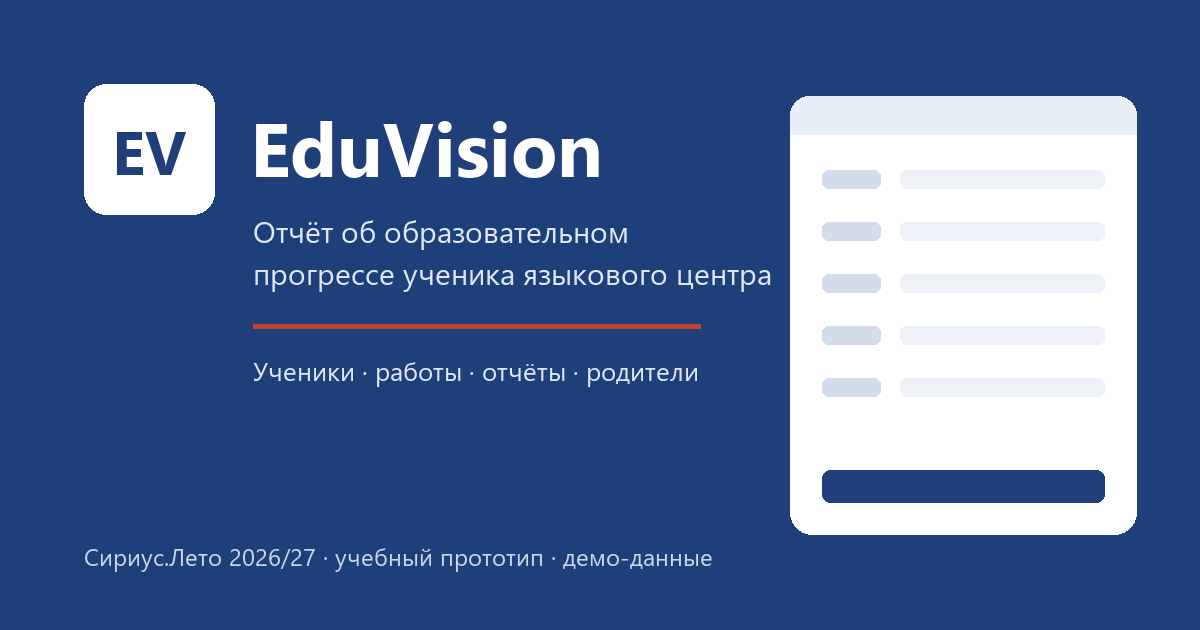 EV
EduVision
Отчёт об образовательном
прогрессе ученика языкового центра
Ученики · работы · отчёты · родители
Сириус.Лето 2026/27 · учебный прототип · демо-данные